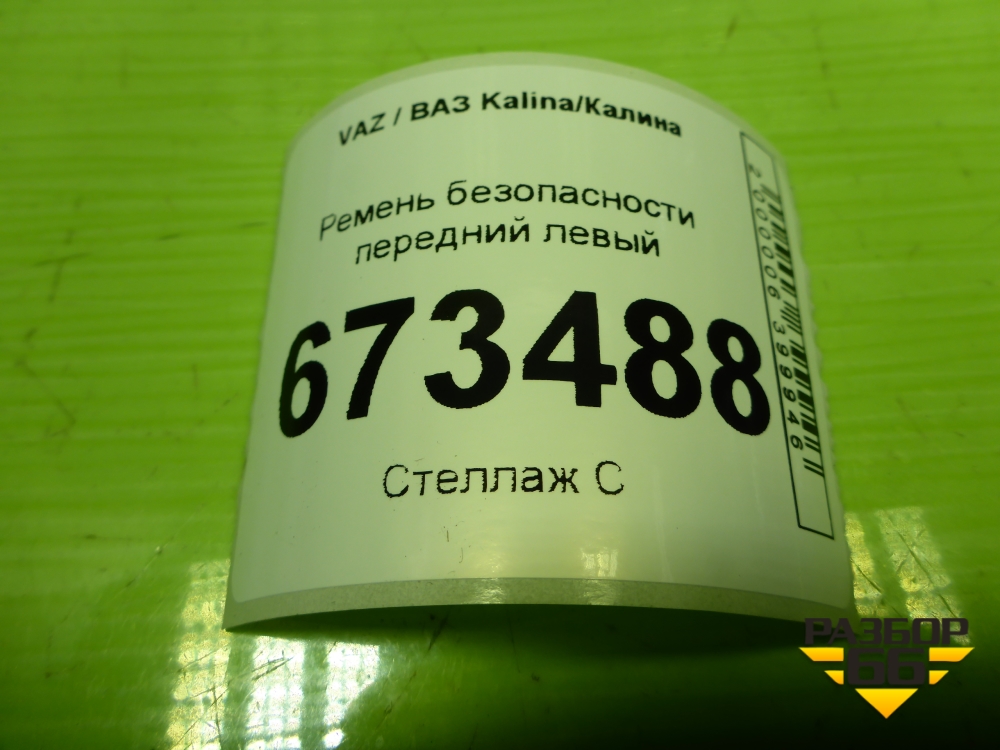 VAZ / ВАЗ Kalina/Калина
Ремень безопасности
передний левый
673488
Стеллаж С
2000006399946
РАЗБОР
66